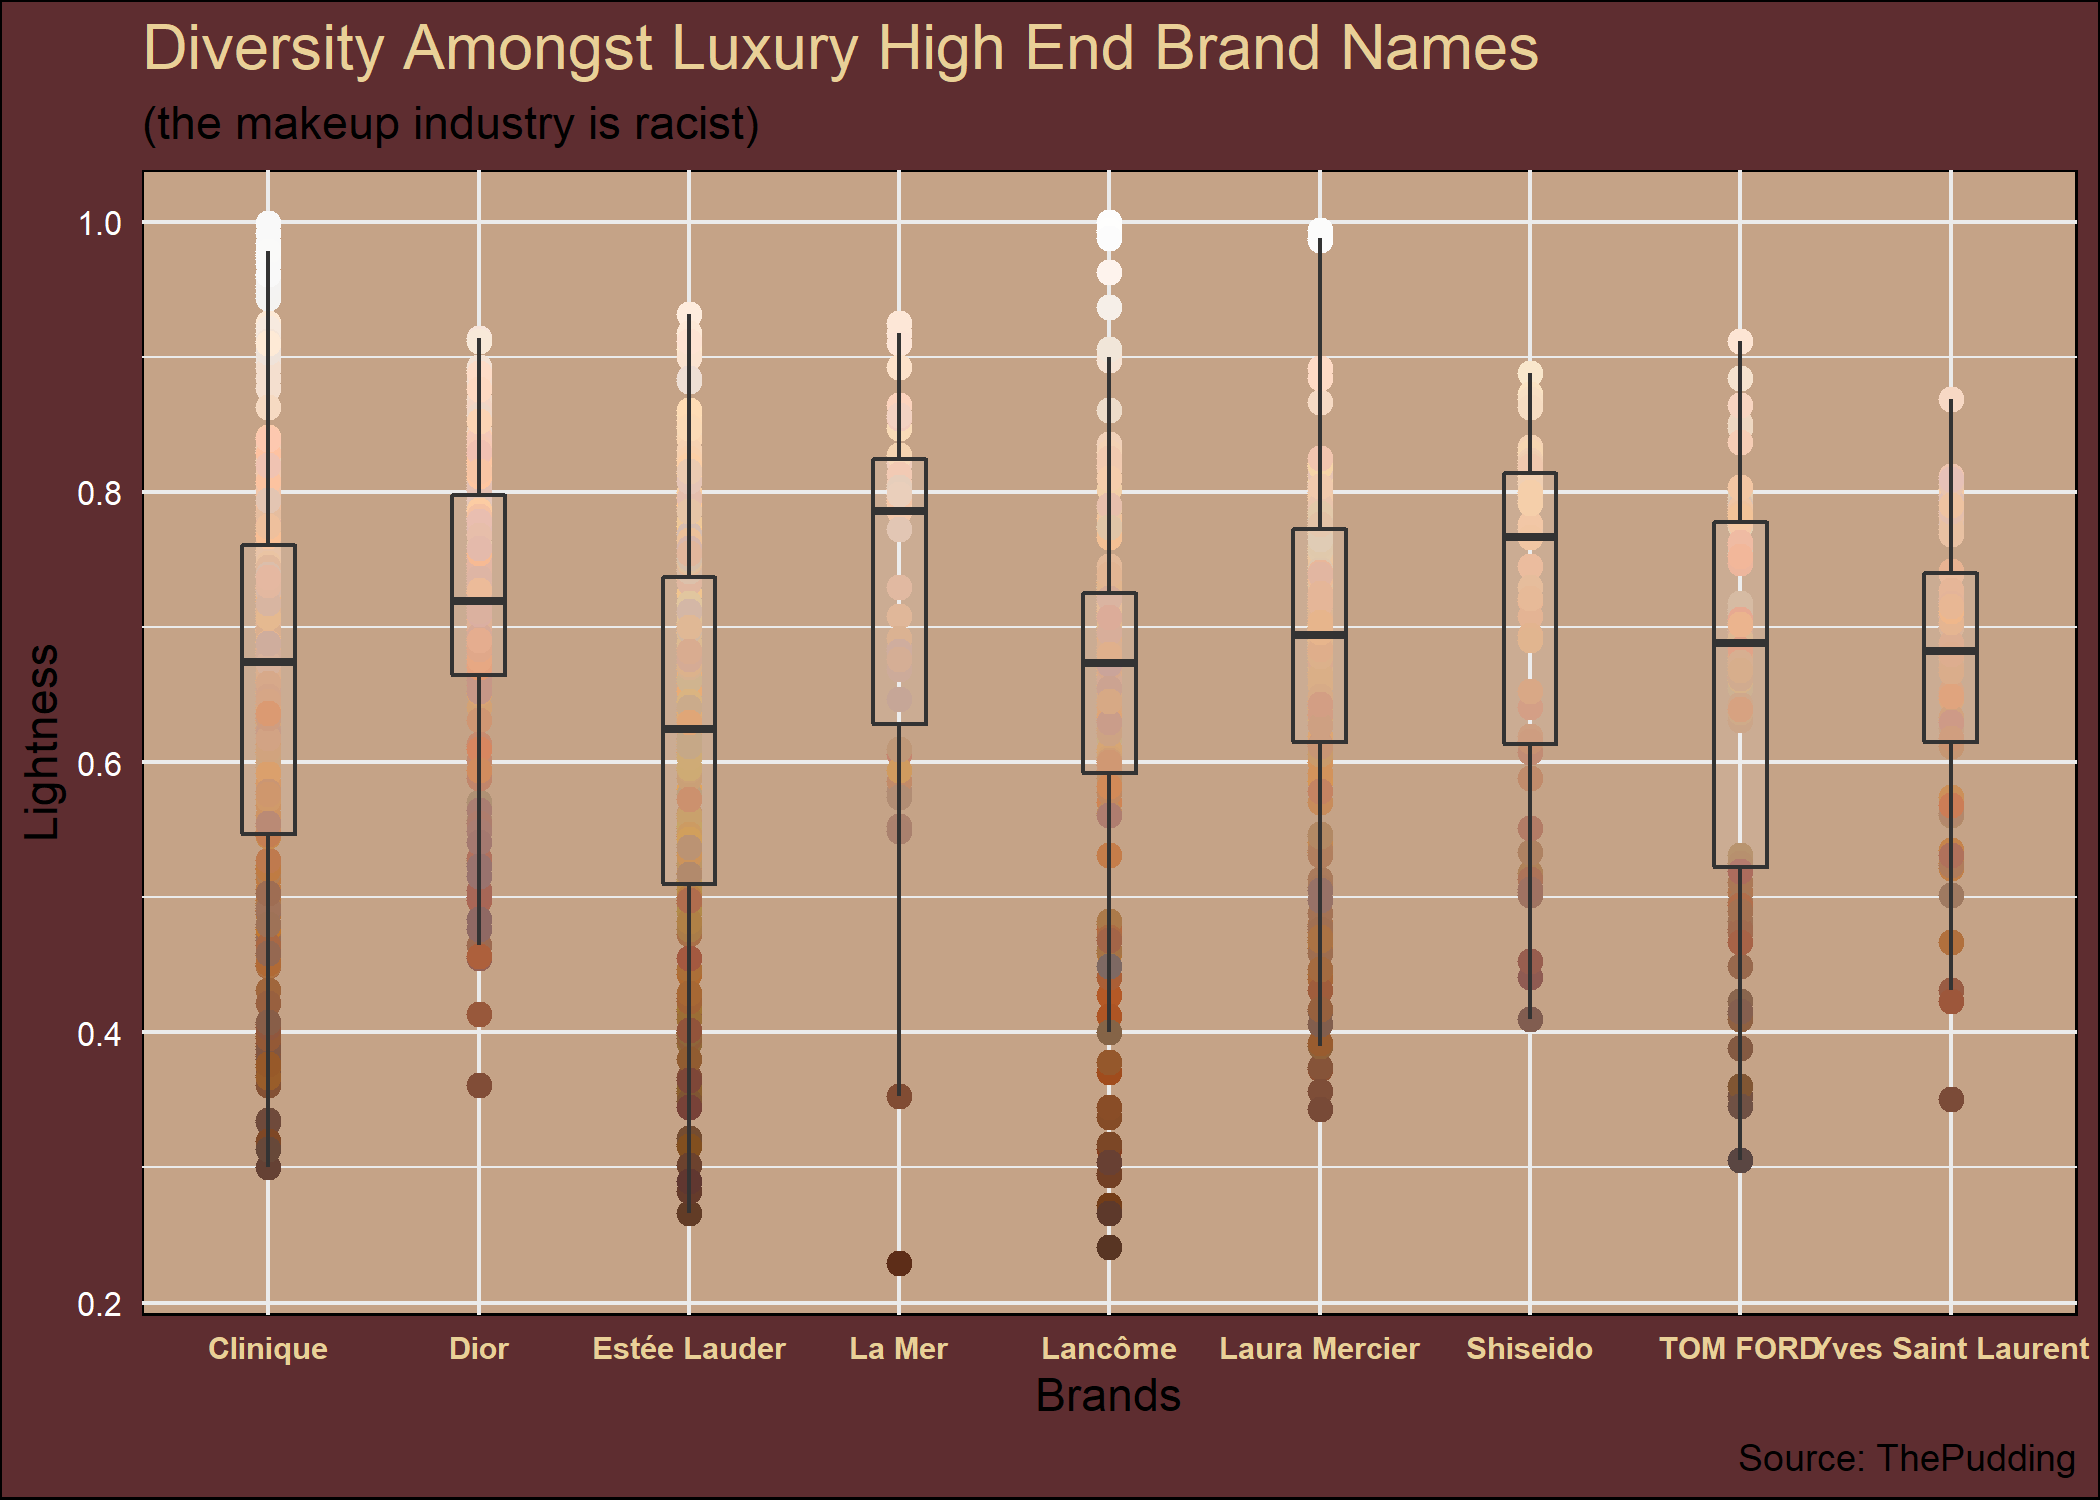 Diversity Amongst Luxury High End Brand Names
(the makeup industry is racist)
1.0
0.8
0.6
0.4
0.2
Lightness
Clinique Dior Estée Lauder La Mer Lancôme Laura Mercier Shiseido TOM FORD Yves Saint Laurent
Brands
Source: ThePudding